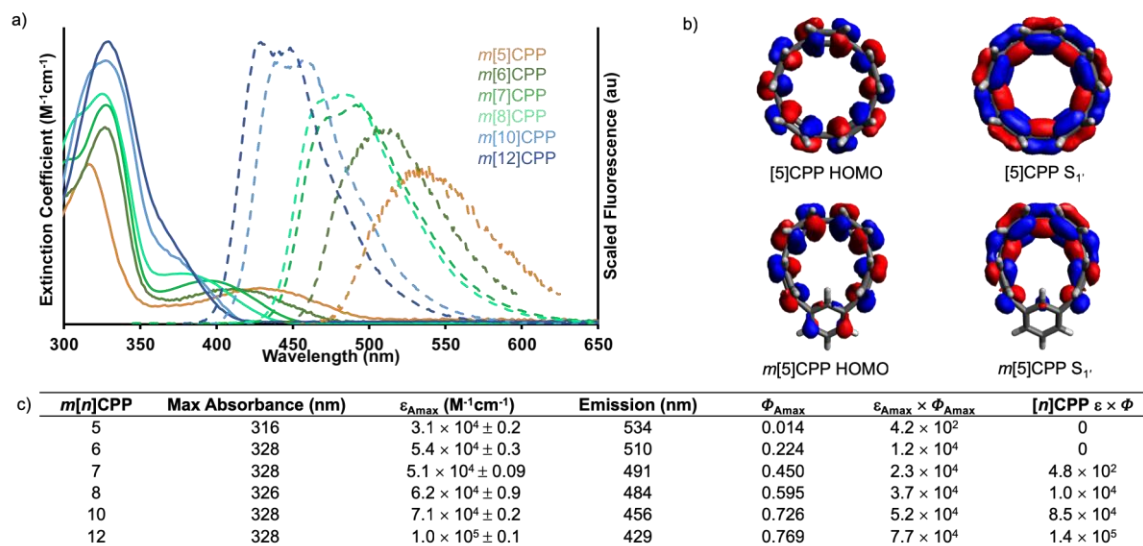 a)
Extinction Coefficient (M⁻¹cm⁻¹)
m[5]CPP
m[6]CPP
m[7]CPP
m[8]CPP
m[10]CPP
m[12]CPP
Scaled Fluorescence (au)
300 350 400 450 500 550 600 650
Wavelength (nm)
b)
[5]CPP HOMO [5]CPP S₁'
m[5]CPP HOMO m[5]CPP S₁'
c) m[n]CPP Max Absorbance (nm) εAmax (M⁻¹cm⁻¹) Emission (nm) ΦAmax εAmax × ΦAmax [n]CPP ε × Φ
5 316 3.1 × 10⁴ ± 0.2 534 0.014 4.2 × 10² 0
6 328 5.4 × 10⁴ ± 0.3 510 0.224 1.2 × 10⁴ 0
7 328 5.1 × 10⁴ ± 0.09 491 0.450 2.3 × 10⁴ 4.8 × 10²
8 326 6.2 × 10⁴ ± 0.9 484 0.595 3.7 × 10⁴ 1.0 × 10⁴
10 328 7.1 × 10⁴ ± 0.2 456 0.726 5.2 × 10⁴ 8.5 × 10⁴
12 328 1.0 × 10⁵ ± 0.1 429 0.769 7.7 × 10⁴ 1.4 × 10⁵